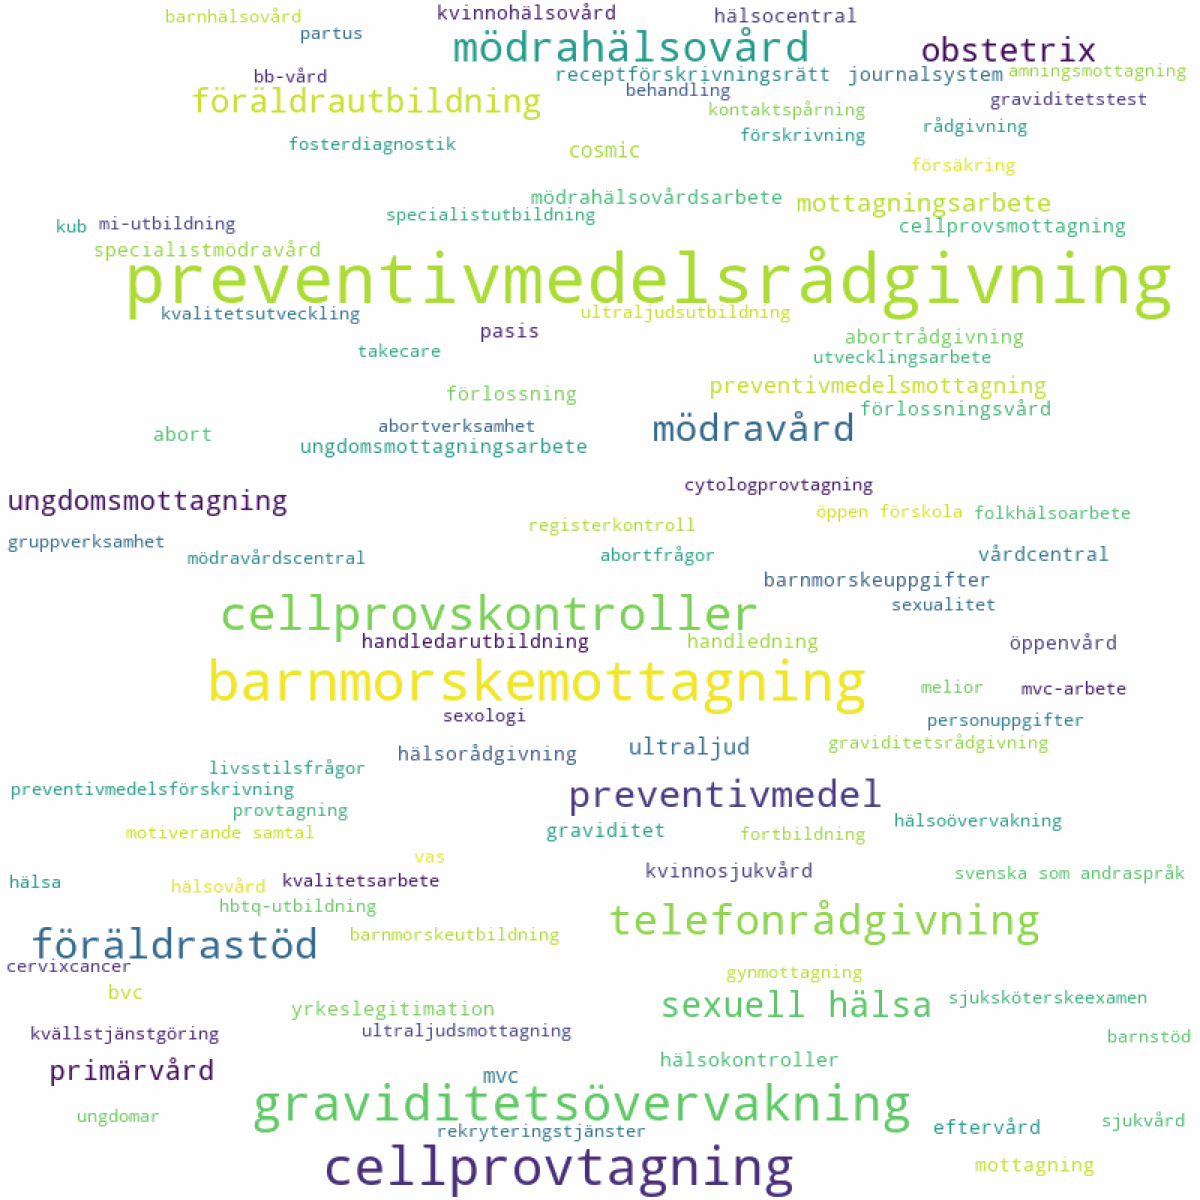 barnhälsovård kvinnohälsovård hälsocentral
partus mödrahälsovård obstetrix
bb-vård receptförskrivningsrätt journalsystem amningsmottagning
föräldrautbildning behandling graviditetstest
kontaktspårning
fosterdiagnostik förskrivning rådgivning
cosmic försäkring
mödrahälsovårdsarbete mottagningsarbete
kub mi-utbildning specialistutbildning cellprovsmottagning
specialistmödravård
preventivmedelsrådgivning
kvalitetsutveckling ultraljudsutbildning
pasis abortrådgivning
takecare utvecklingsarbete
förlossning preventivmedelsmottagning
förlossningsvård
abort abortverksamhet mödravård
ungdomsmottagningsarbete
cytologprovtagning
ungdomsmottagning
registerkontroll öppen förskola folkhälsoarbete
gruppverksamhet
mödravårdscentral abortfrågor vårdcentral
barnmorskeuppgifter
cellprovskontroller sexualitet
handledarutbildning handledning öppenvård
barnmorskemottagning melior mvc-arbete
sexologi personuppgifter
hälsorådgivning ultraljud graviditetsrådgivning
livsstilsfrågor
preventivmedelsförskrivning preventivmedel
provtagning
motiverande samtal graviditet fortbildning hälsoövervakning
vas
hälsa hälsovård kvalitetsarbete kvinnosjukvård svenska som andraspråk
hbtq-utbildning
föräldrastöd barnmorskeutbildning telefonrådgivning
cervixcancer gynmottagning
bvc
yrkeslegitimation sexuell hälsa sjuksköterskeexamen
kvällstjänstgöring ultraljudsmottagning barnstöd
primärvård hälsokontroller
mvc
ungdomar graviditetsövervakning sjukvård
rekryteringstjänster eftervård
cellprovtagning mottagning